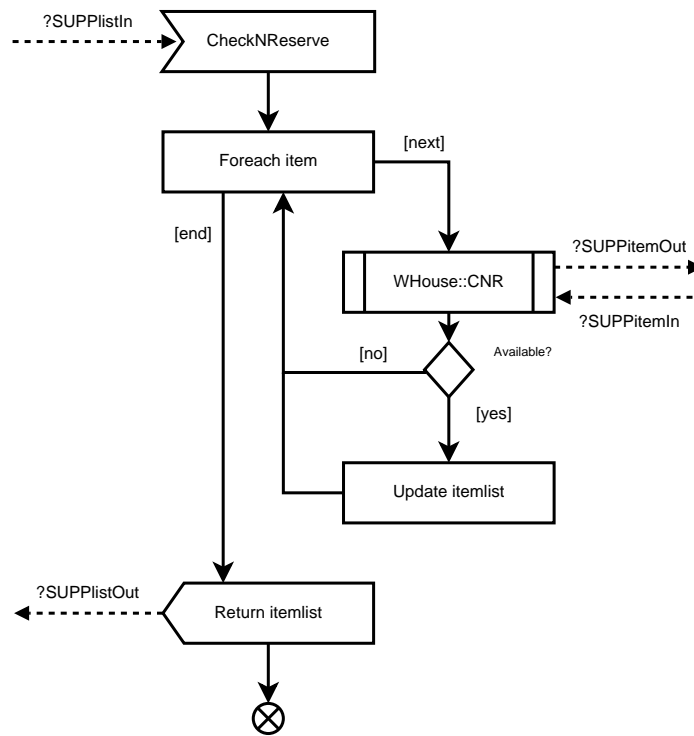 ?SUPPlistIn
CheckNReserve
Foreach item
[next]
[end]
?SUPPitemOut
WHouse::CNR
?SUPPitemIn
[no]
Available?
[yes]
Update itemlist
?SUPPlistOut
Return itemlist